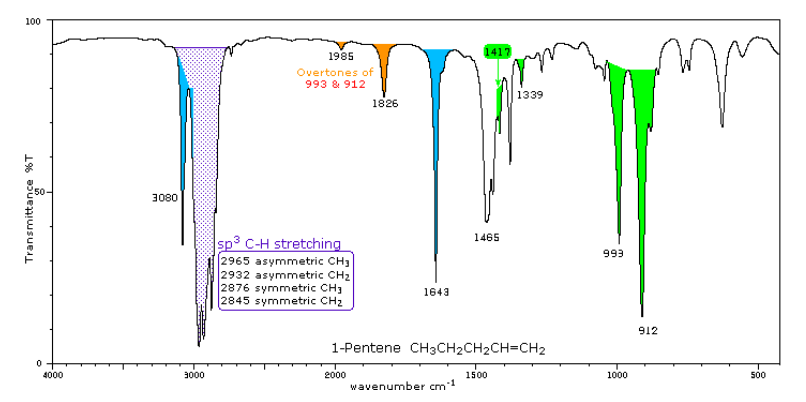 100
1417
1985
Overtones of
993 & 912
1826
1339
3080
Transmittance %T
50
sp³ C-H stretching
2965 asymmetric CH₃
2932 asymmetric CH₂
2876 symmetric CH₃
2845 symmetric CH₂
1465
993
1643
912
1-Pentene CH₃CH₂CH₂CH=CH₂
0
4000 3000 2000 1500 1000 500
wavenumber cm⁻¹